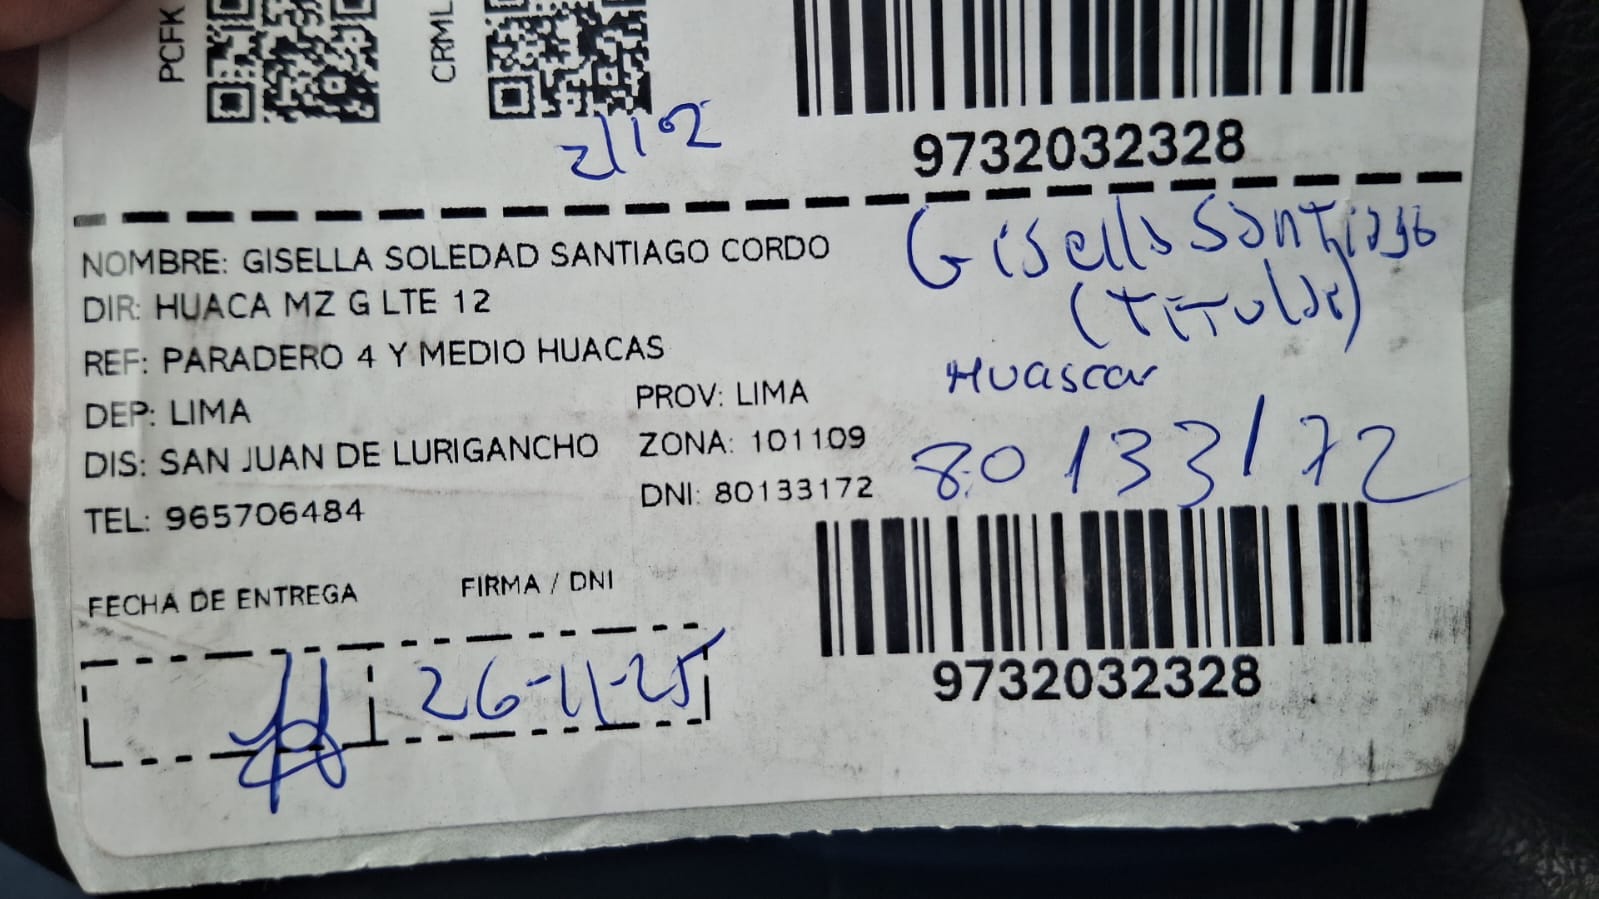 PCFK
CRML
2/12
9732032328
NOMBRE: GISELLA SOLEDAD SANTIAGO CORDO
DIR: HUACA MZ G LTE 12
REF: PARADERO 4 Y MEDIO HUACAS
DEP: LIMA PROV: LIMA
DIS: SAN JUAN DE LURIGANCHO ZONA: 101109
TEL: 965706484 DNI: 80133172
Gisella Santiago
(TiTular)
Huascar
80133172
9732032328
FECHA DE ENTREGA FIRMA / DNI
26-11-25